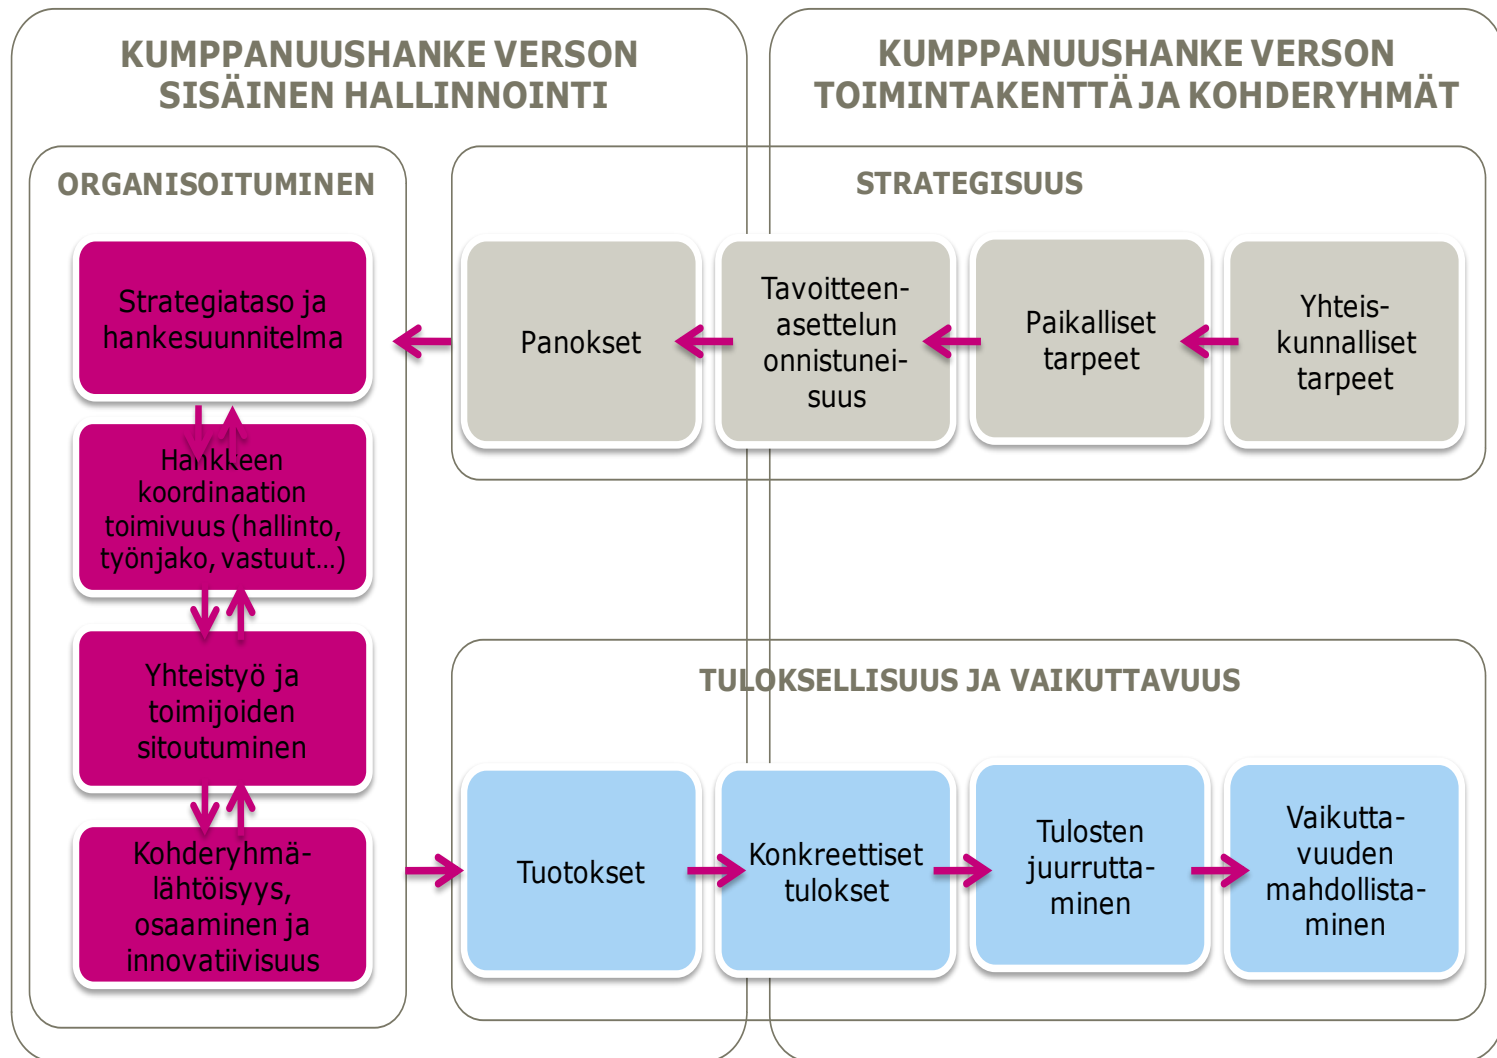 KUMPPANUUSHANKE VERSON
SISÄINEN HALLINNOINTI
KUMPPANUUSHANKE VERSON
TOIMINTAKENTTÄ JA KOHDERYHMÄT
ORGANISOITUMINEN
Strategiataso ja
hankesuunnitelma
Hankkeen
koordinaation
toimivuus (hallinto,
työnjako, vastuut…)
Yhteistyö ja
toimijoiden
sitoutuminen
Kohderyhmä-
lähtöisyys,
osaaminen ja
innovatiivisuus
STRATEGISUUS
Panokset
Tavoitteen-
asettelun
onnistunei-
suus
Paikalliset
tarpeet
Yhteis-
kunnalliset
tarpeet
TULOKSELLISUUS JA VAIKUTTAVUUS
Tuotokset
Konkreettiset
tulokset
Tulosten
juurrutta-
minen
Vaikutta-
vuuden
mahdollista-
minen